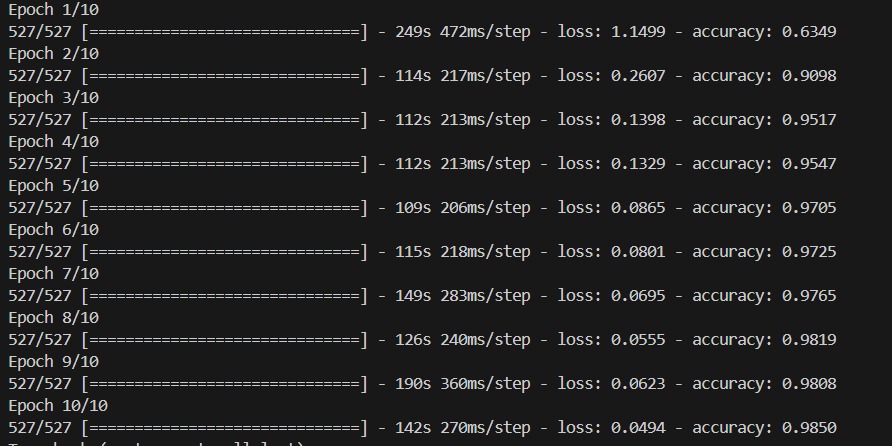 Epoch 1/10
527/527 [==============================] - 249s 472ms/step - loss: 1.1499 - accuracy: 0.6349
Epoch 2/10
527/527 [==============================] - 114s 217ms/step - loss: 0.2607 - accuracy: 0.9098
Epoch 3/10
527/527 [==============================] - 112s 213ms/step - loss: 0.1398 - accuracy: 0.9517
Epoch 4/10
527/527 [==============================] - 112s 213ms/step - loss: 0.1329 - accuracy: 0.9547
Epoch 5/10
527/527 [==============================] - 109s 206ms/step - loss: 0.0865 - accuracy: 0.9705
Epoch 6/10
527/527 [==============================] - 115s 218ms/step - loss: 0.0801 - accuracy: 0.9725
Epoch 7/10
527/527 [==============================] - 149s 283ms/step - loss: 0.0695 - accuracy: 0.9765
Epoch 8/10
527/527 [==============================] - 126s 240ms/step - loss: 0.0555 - accuracy: 0.9819
Epoch 9/10
527/527 [==============================] - 190s 360ms/step - loss: 0.0623 - accuracy: 0.9808
Epoch 10/10
527/527 [==============================] - 142s 270ms/step - loss: 0.0494 - accuracy: 0.9850